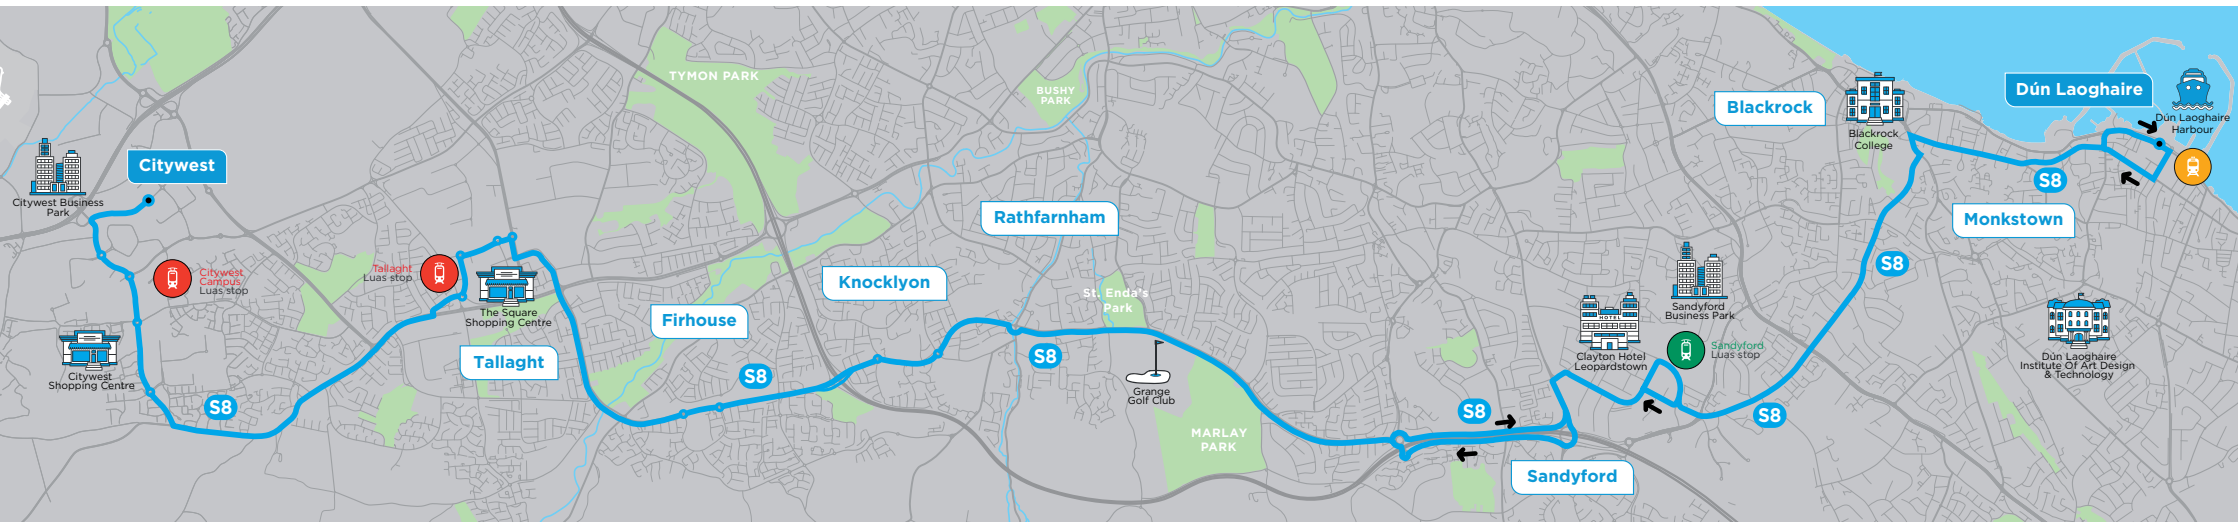 Citywest Business
Park
Citywest
Citywest
Campus
Luas stop
Citywest
Shopping Centre
S8
Tallaght
Luas stop
The Square
Shopping Centre
Tallaght
TYMON PARK
Firhouse
S8
Knocklyon
BUSHY
PARK
Rathfarnham
St. Enda's
Park
S8
Grange
Golf Club
MARLAY
PARK
S8
Sandyford
HOTEL
Clayton Hotel
Leopardstown
Sandyford
Business Park
Sandyford
Luas stop
S8
Blackrock
Blackrock
College
S8
Monkstown
S8
Dún Laoghaire
Dún Laoghaire
Harbour
Dún Laoghaire
Institute Of Art Design
& Technology